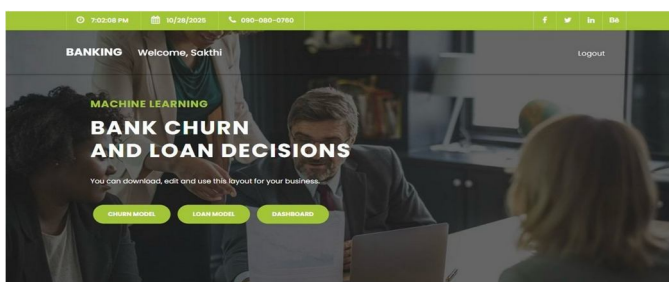 7:02:08 PM 10/28/2025 090-080-0760 f in Bē
BANKING Welcome, Sakthi Logout
MACHINE LEARNING
BANK CHURN
AND LOAN DECISIONS
You can download, edit and use this layout for your business.
CHURN MODEL LOAN MODEL DASHBOARD